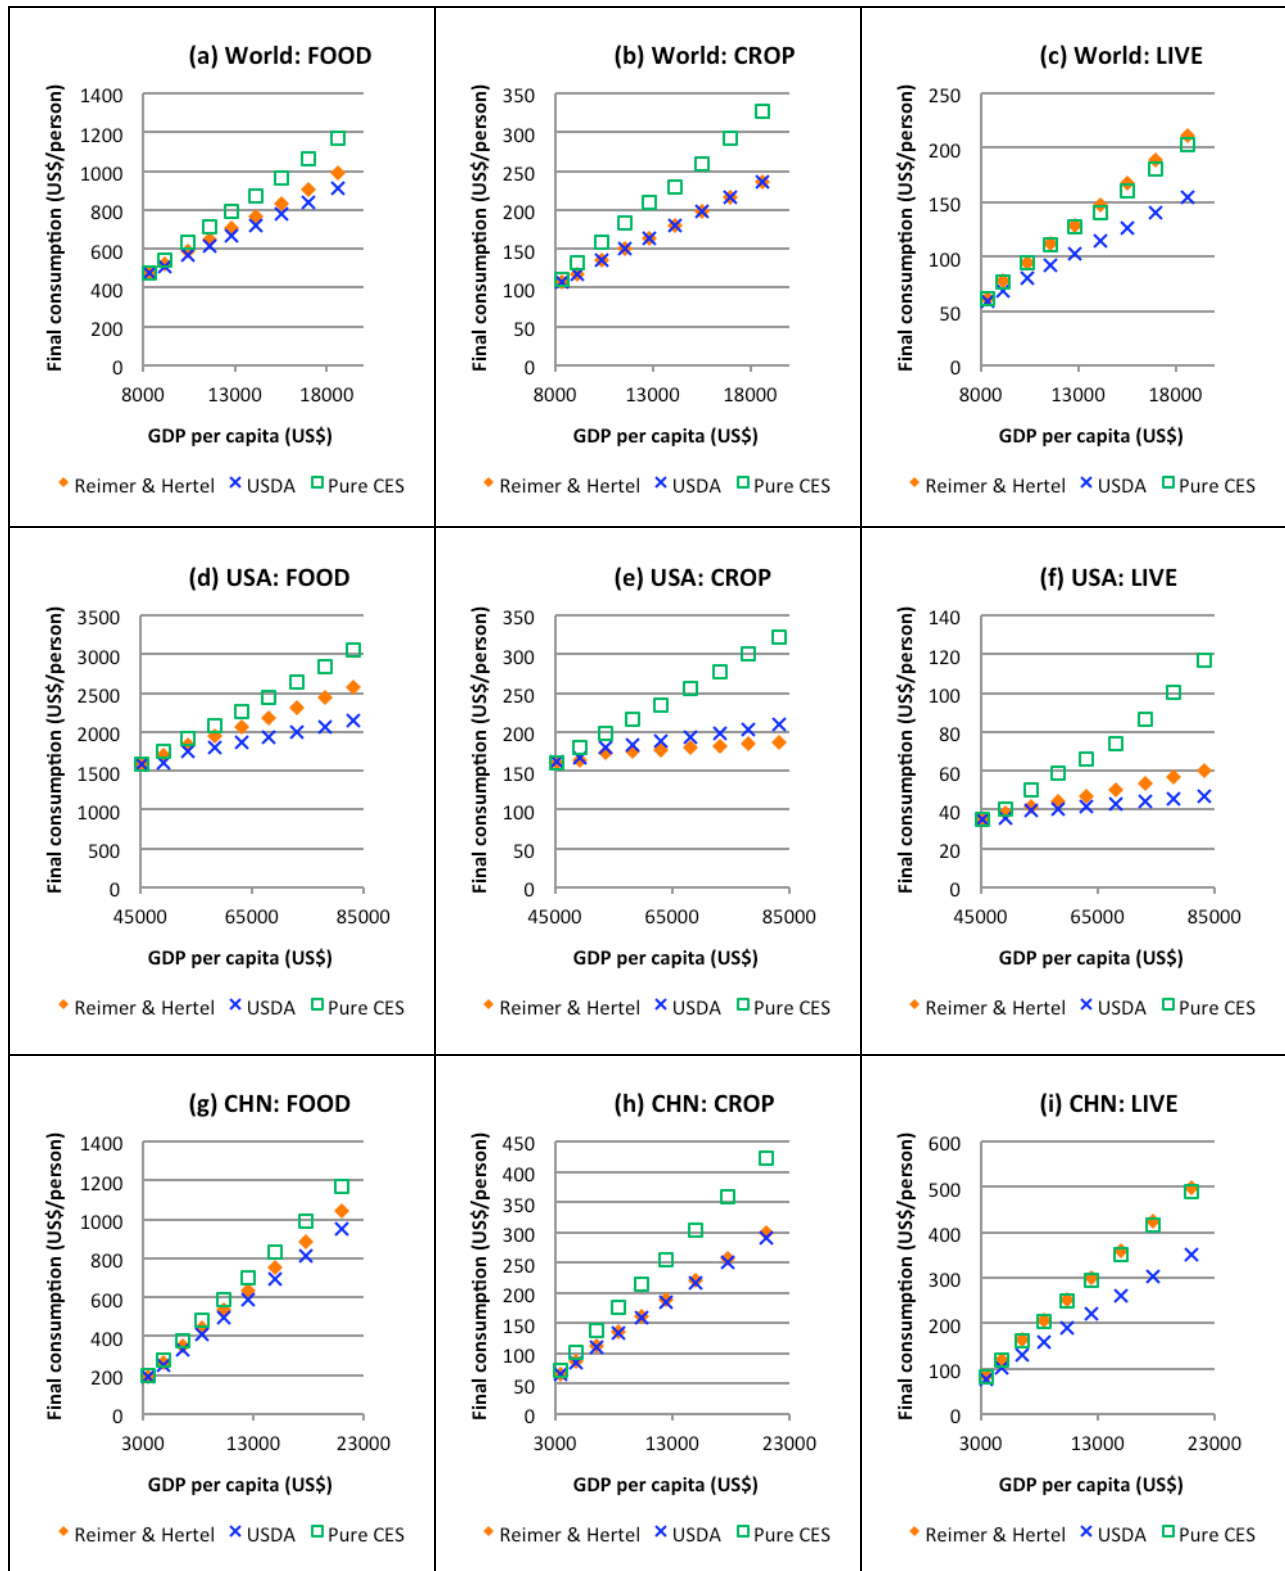 (a) World: FOOD
Final consumption (US$/person)
1400
1200
1000
800
600
400
200
0
8000 13000 18000
GDP per capita (US$)
Reimer & Hertel USDA Pure CES
(b) World: CROP
Final consumption (US$/person)
350
300
250
200
150
100
50
0
8000 13000 18000
GDP per capita (US$)
Reimer & Hertel USDA Pure CES
(c) World: LIVE
Final consumption (US$/person)
250
200
150
100
50
0
8000 13000 18000
GDP per capita (US$)
Reimer & Hertel USDA Pure CES
(d) USA: FOOD
Final consumption (US$/person)
3500
3000
2500
2000
1500
1000
500
0
45000 65000 85000
GDP per capita (US$)
Reimer & Hertel USDA Pure CES
(e) USA: CROP
Final consumption (US$/person)
350
300
250
200
150
100
50
0
45000 65000 85000
GDP per capita (US$)
Reimer & Hertel USDA Pure CES
(f) USA: LIVE
Final consumption (US$/person)
140
120
100
80
60
40
20
0
45000 65000 85000
GDP per capita (US$)
Reimer & Hertel USDA Pure CES
(g) CHN: FOOD
Final consumption (US$/person)
1400
1200
1000
800
600
400
200
0
3000 13000 23000
GDP per capita (US$)
Reimer & Hertel USDA Pure CES
(h) CHN: CROP
Final consumption (US$/person)
450
400
350
300
250
200
150
100
50
0
3000 13000 23000
GDP per capita (US$)
Reimer & Hertel USDA Pure CES
(i) CHN: LIVE
Final consumption (US$/person)
600
500
400
300
200
100
0
3000 13000 23000
GDP per capita (US$)
Reimer & Hertel USDA Pure CES